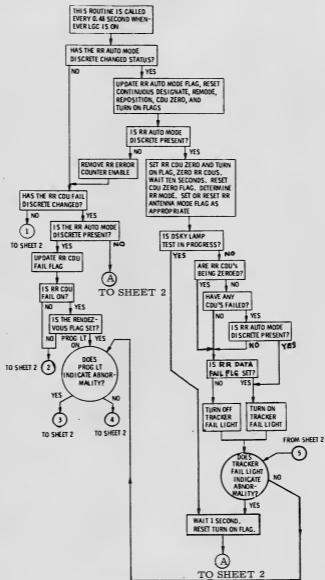 THIS ROUTINE IS CALLED
EVERY 0.48 SECOND WHEN-
EVER LGC IS ON
HAS THE RR AUTO MODE
DISCRETE CHANGED STATUS?
NO
YES
UPDATE RR AUTO MODE FLAG, RESET
CONTINUOUS DESIGNATE, REMODE,
REPOSITION, CDU ZERO, AND
TURN ON FLAGS
IS RR AUTO MODE
DISCRETE PRESENT?
NO
YES
REMOVE RR ERROR
COUNTER ENABLE
SET RR CDU ZERO AND TURN
ON FLAG, ZERO RR CDUS.
WAIT TEN SECONDS. RESET
CDU ZERO FLAG. DETERMINE
RR MODE. SET OR RESET RR
ANTENNA MODE FLAG AS
APPROPRIATE
HAS THE RR CDU FAIL
DISCRETE CHANGED?
NO
YES
1
TO SHEET 2
IS THE RR AUTO MODE
DISCRETE PRESENT?
YES
NO
A
TO SHEET 2
UPDATE RR CDU
FAIL FLAG
IS RR CDU
FAIL ON?
NO
YES
IS THE RENDEZ-
VOUS FLAG SET?
PROG LT
ON
YES
NO
2
TO SHEET 2
DOES
PROG LT
INDICATE ABNOR-
MALITY?
YES
NO
3
4
TO SHEET 2
TO SHEET 2
IS DSKY LAMP
TEST IN PROGRESS?
YES
NO
ARE RR CDU'S
BEING ZEROED?
YES
NO
HAVE ANY
CDU'S FAILED?
NO
YES
IS RR AUTO MODE
DISCRETE PRESENT?
NO
YES
IS RR DATA
FAIL FLG SET?
NO
YES
TURN OFF
TRACKER
FAIL LIGHT
TURN ON
TRACKER
FAIL LIGHT
FROM SHEET 2
5
DOES
TRACKER
FAIL LIGHT
INDICATE
ABNOR-
MALITY?
NO
YES
WAIT 1 SECOND,
RESET TURN ON FLAG.
A
TO SHEET 2